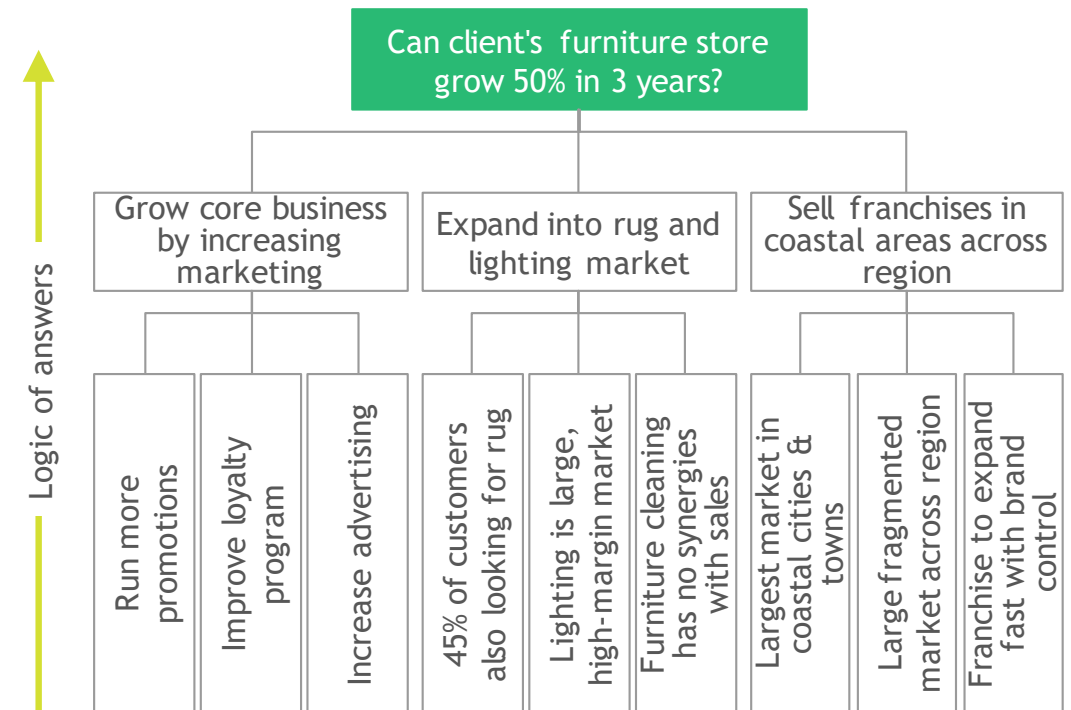 Can client's furniture store
grow 50% in 3 years?
Grow core business
by increasing
marketing
Expand into rug and
lighting market
Sell franchises in
coastal areas across
region
Logic of answers
Run more
promotions
Improve loyalty
program
Increase advertising
45% of customers
also looking for rug
Lighting is large,
high-margin market
Furniture cleaning
has no synergies
with sales
Largest market in
coastal cities &
towns
Large fragmented
market across region
Franchise to expand
fast with brand
control